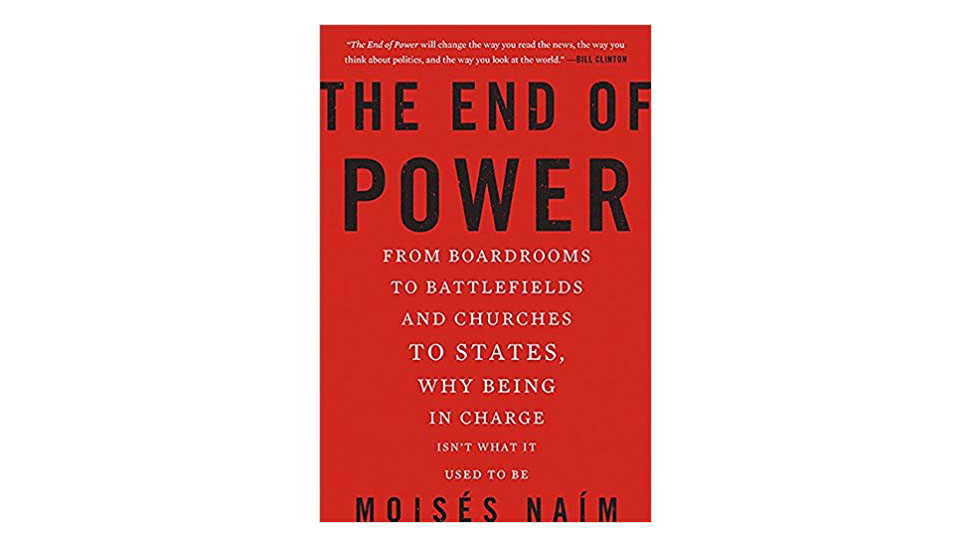 “The End of Power will change the way you read the news, the way you
think about politics, and the way you look at the world.” —BILL CLINTON
THE END OF
POWER
FROM BOARDROOMS
TO BATTLEFIELDS
AND CHURCHES
TO STATES,
WHY BEING
IN CHARGE
ISN'T WHAT IT
USED TO BE
MOISÉS NAÍM